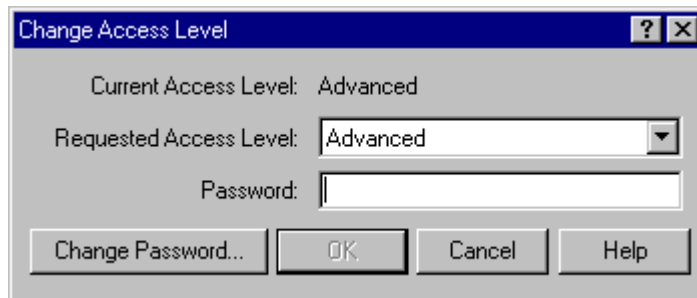 Change Access Level ?
Current Access Level: Advanced
Requested Access Level: Advanced
Password:
Change Password... OK Cancel Help